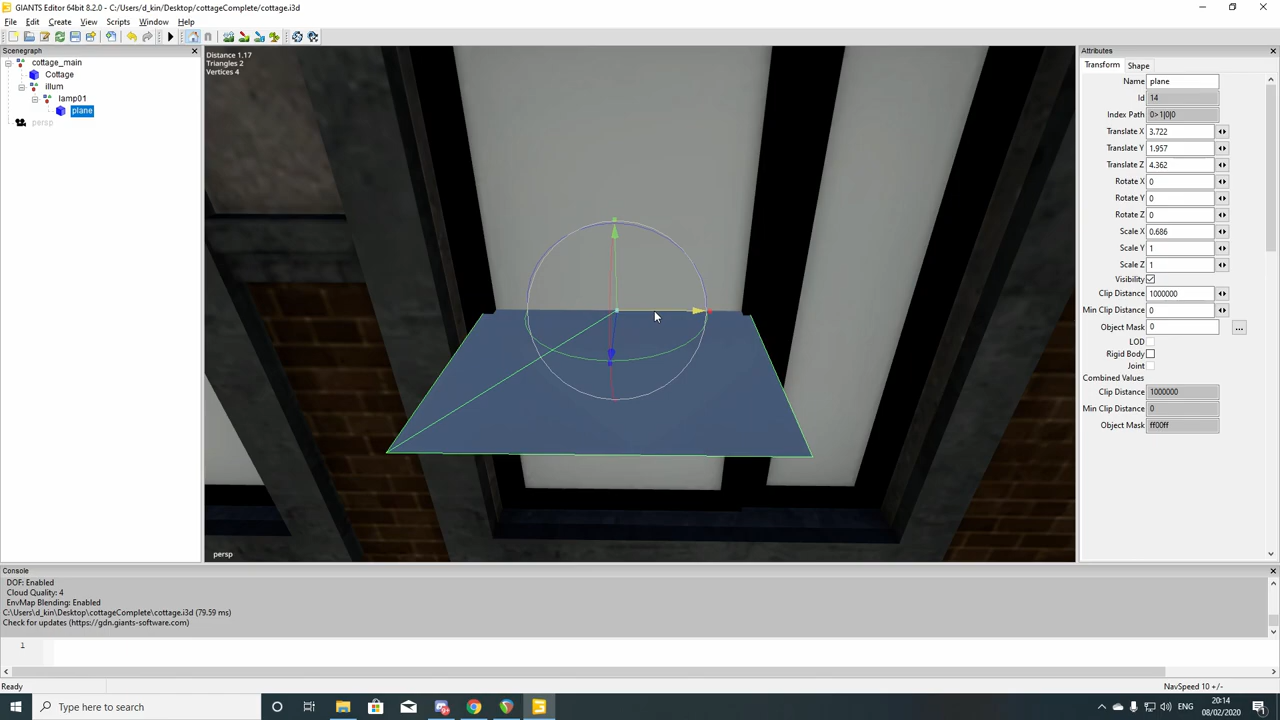 GIANTS Editor 64bit 8.2.0 - C:/Users/d_kin/Desktop/cottageComplete/cottage.i3d
File Edit Create View Scripts Window Help
Scenegraph
cottage_main
Cottage
illum
lamp01
plane
persp
Distance 1.17
Triangles 2
Vertices 4
persp
Attributes
Transform Shape
Name plane
Id 14
Index Path 0>1|0|0
Translate X 3.722
Translate Y 1.957
Translate Z 4.362
Rotate X 0
Rotate Y 0
Rotate Z 0
Scale X 0.686
Scale Y 1
Scale Z 1
Visibility
Clip Distance 1000000
Min Clip Distance 0
Object Mask 0 ...
LOD
Rigid Body
Joint
Combined Values
Clip Distance 1000000
Min Clip Distance 0
Object Mask ff00ff
Console
DOF: Enabled
Cloud Quality: 4
EnvMap Blending: Enabled
C:\Users\d_kin\Desktop\cottageComplete\cottage.i3d (79.59 ms)
Check for updates (https://gdn.giants-software.com)
1
Ready
NavSpeed 10 +/-
Type here to search
ENG
20:14
08/02/2020